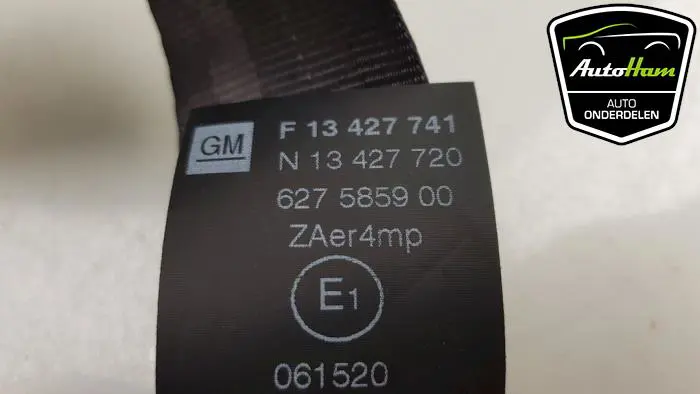 GM
F 13 427 741
N 13 427 720
627 5859 00
ZAer4mp
E1
061520
AutoHam
AUTO
ONDERDELEN